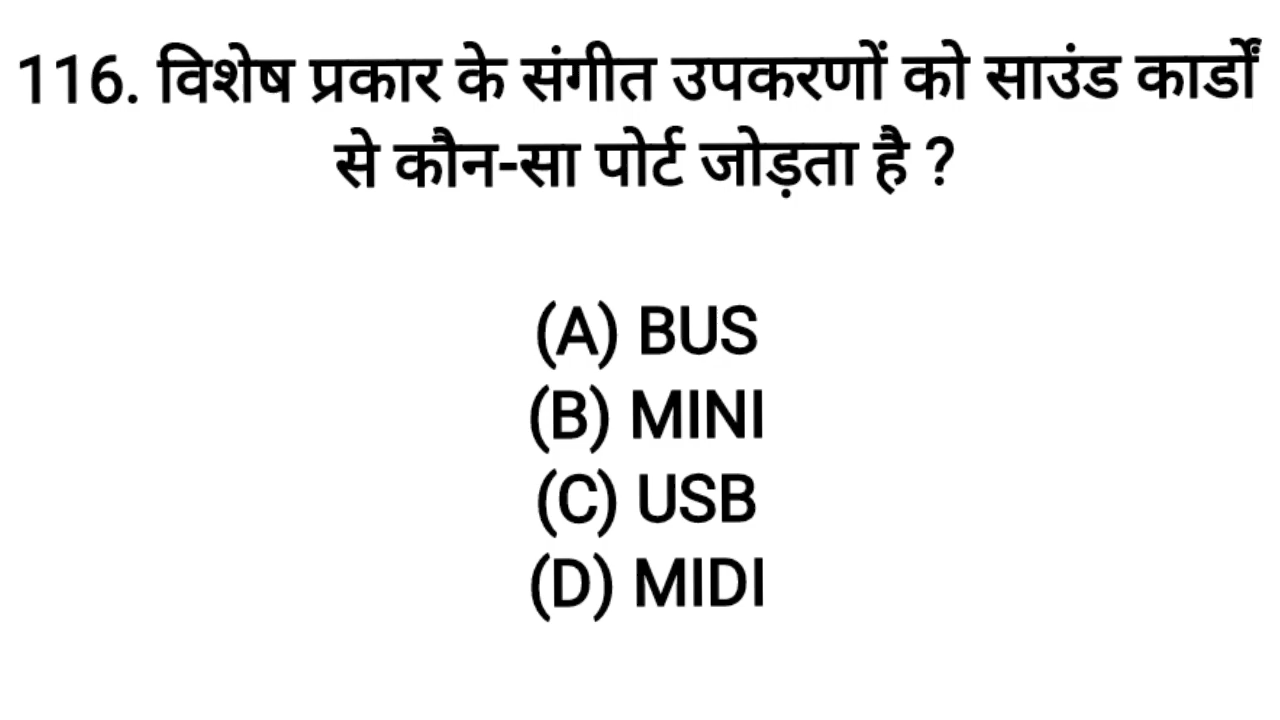 116. विशेष प्रकार के संगीत उपकरणों को साउंड कार्डों
से कौन-सा पोर्ट जोड़ता है ?
(A) BUS
(B) MINI
(C) USB
(D) MIDI